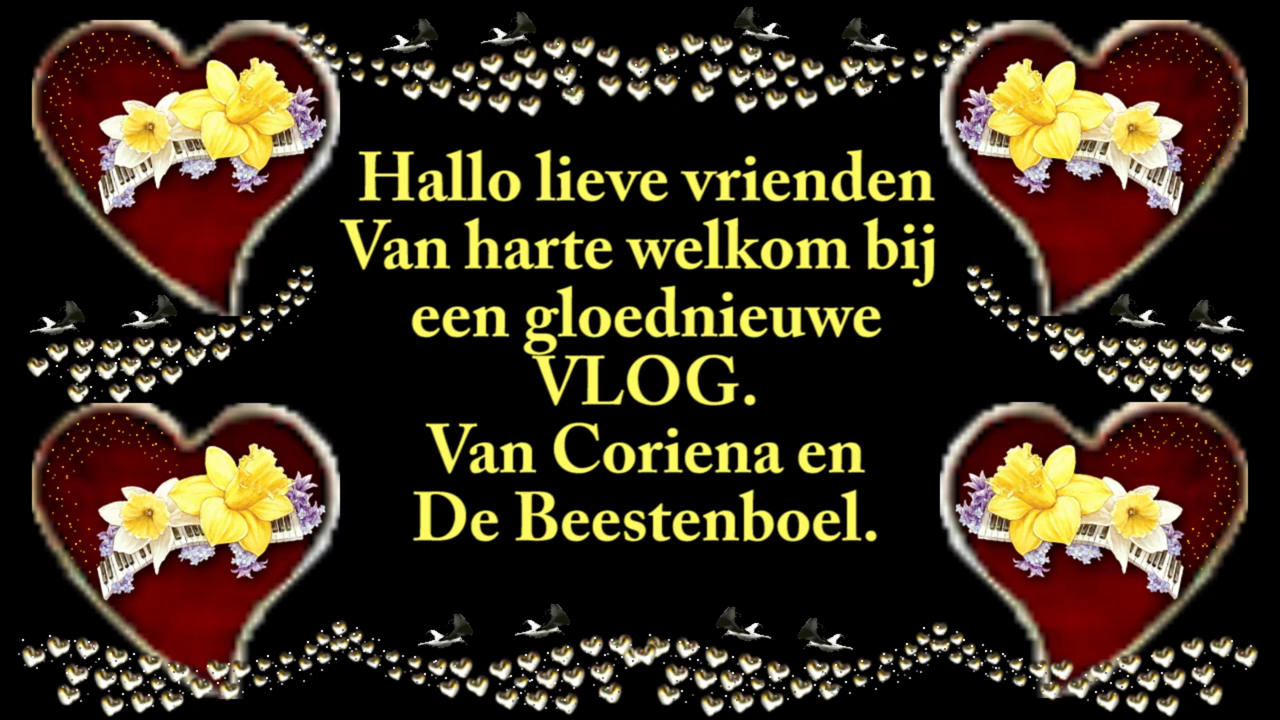 Hallo lieve vrienden
Van harte welkom bij
een gloednieuwe
VLOG.
Van Coriena en
De Beestenboel.